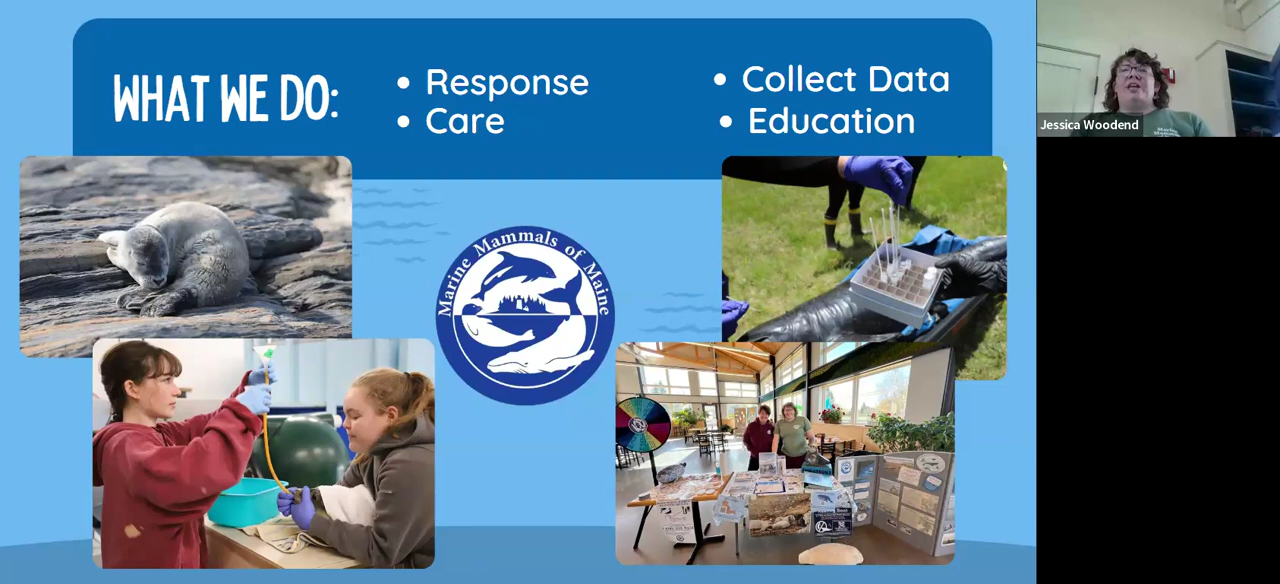 WHAT WE DO:
• Response
• Care
• Collect Data
• Education
Marine Mammals of Maine
Jessica Woodend